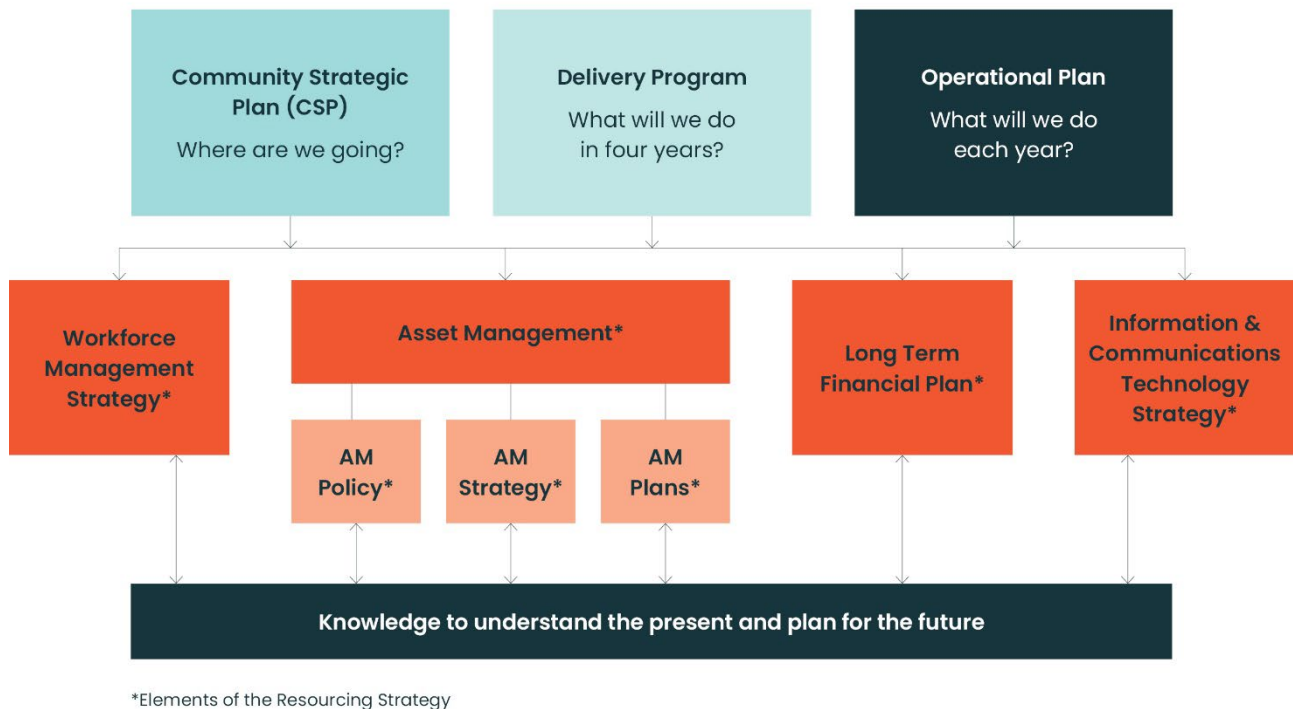 Community Strategic
Plan (CSP)
Where are we going?
Delivery Program
What will we do
in four years?
Operational Plan
What will we do
each year?
Workforce
Management
Strategy*
Asset Management*
Long Term
Financial Plan*
Information &
Communications
Technology
Strategy*
AM
Policy*
AM
Strategy*
AM
Plans*
Knowledge to understand the present and plan for the future
*Elements of the Resourcing Strategy